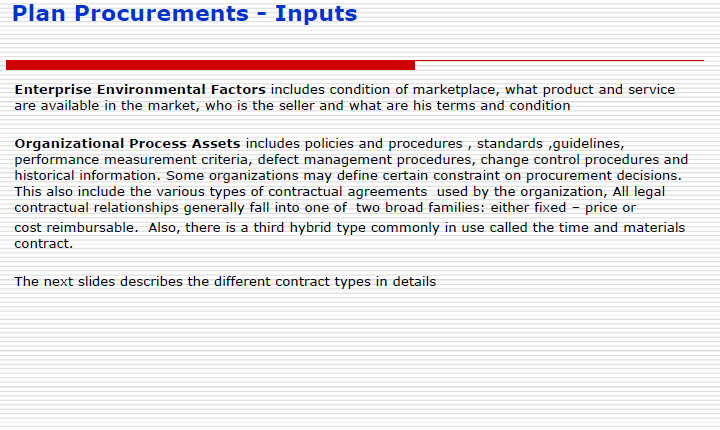 Plan Procurements - Inputs
Enterprise Environmental Factors includes condition of marketplace, what product and service
are available in the market, who is the seller and what are his terms and condition
Organizational Process Assets includes policies and procedures , standards ,guidelines,
performance measurement criteria, defect management procedures, change control procedures and
historical information. Some organizations may define certain constraint on procurement decisions.
This also include the various types of contractual agreements  used by the organization, All legal
contractual relationships generally fall into one of  two broad families: either fixed – price or
cost reimbursable.  Also, there is a third hybrid type commonly in use called the time and materials
contract.
The next slides describes the different contract types in details